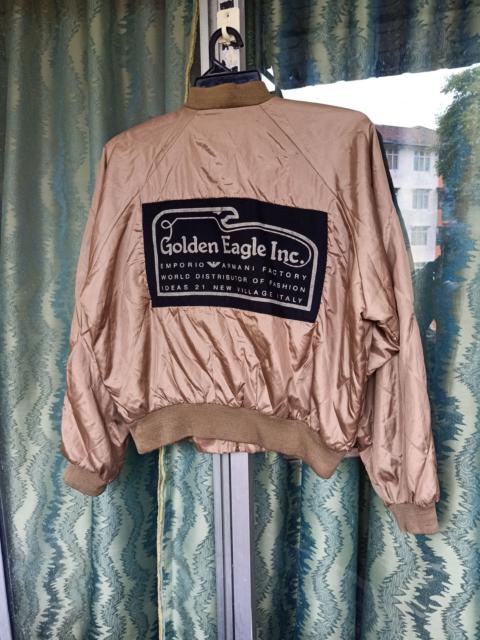 Golden Eagle Inc.
EMPORIO ARMANI FACTORY
WORLD DISTRIBUTOR OF FASHION
IDEAS 21 NEW VILLAGE ITALY